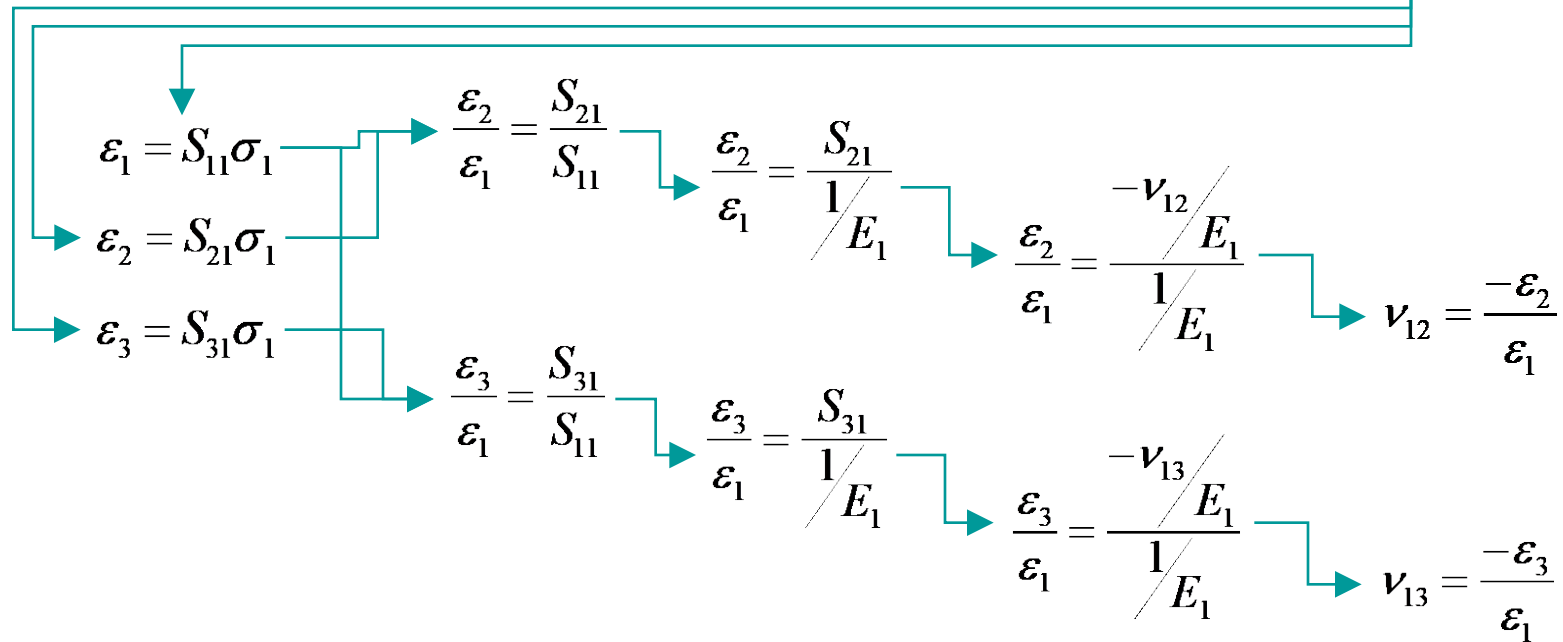 ε₁ = S₁₁σ₁
ε₂ = S₂₁σ₁
ε₃ = S₃₁σ₁
ε₂/ε₁ = S₂₁/S₁₁
ε₂/ε₁ = S₂₁/(1/E₁)
ε₂/ε₁ = (-ν₁₂/E₁)/(1/E₁)
ν₁₂ = -ε₂/ε₁
ε₃/ε₁ = S₃₁/S₁₁
ε₃/ε₁ = S₃₁/(1/E₁)
ε₃/ε₁ = (-ν₁₃/E₁)/(1/E₁)
ν₁₃ = -ε₃/ε₁